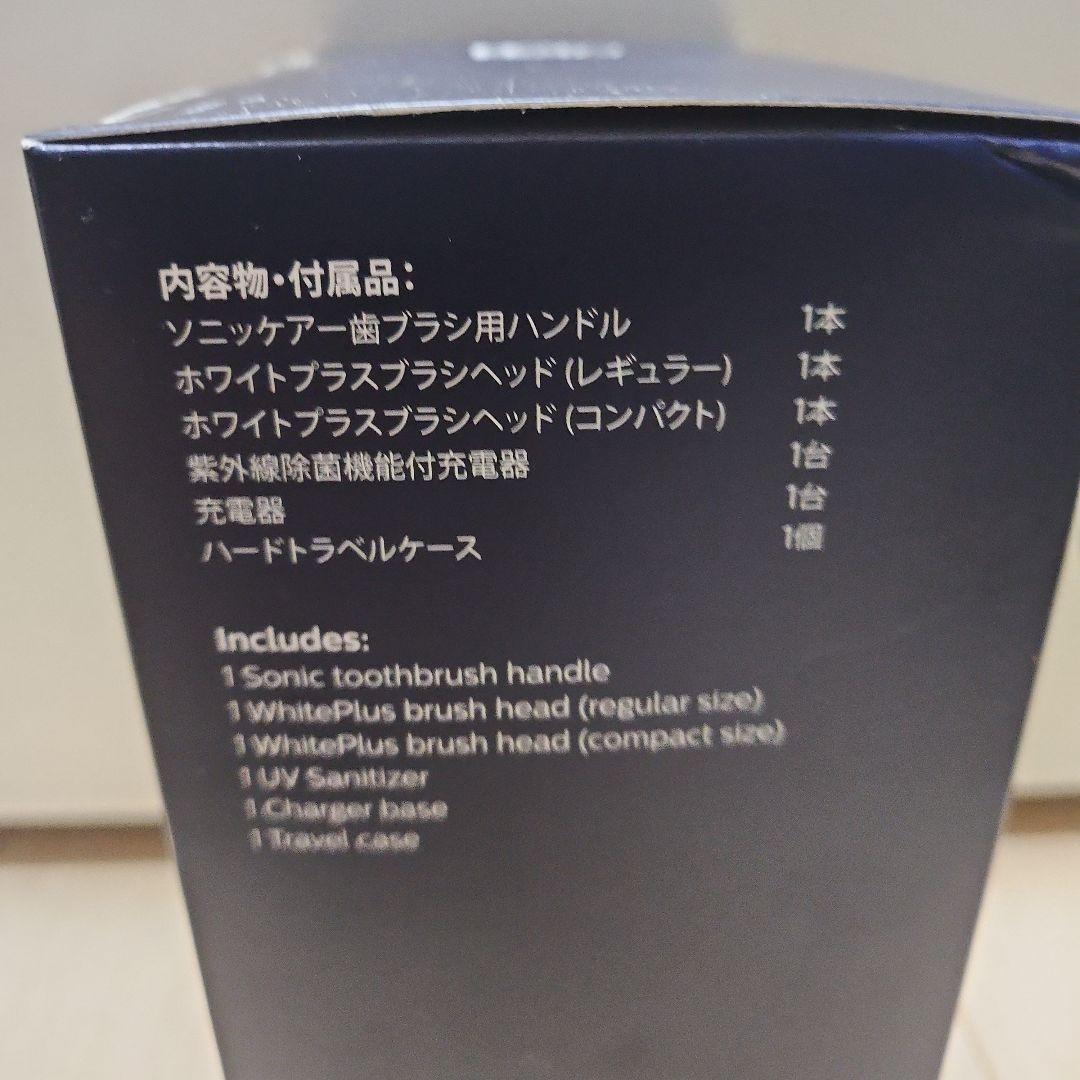 内容物・付属品：
ソニッケアー歯ブラシ用ハンドル 1本
ホワイトプラスブラシヘッド (レギュラー) 1本
ホワイトプラスブラシヘッド (コンパクト) 1本
紫外線除菌機能付充電器 1台
充電器 1台
ハードトラベルケース 1個
Includes:
1 Sonic toothbrush handle
1 WhitePlus brush head (regular size)
1 WhitePlus brush head (compact size)
1 UV Sanitizer
1 Charger base
1 Travel case